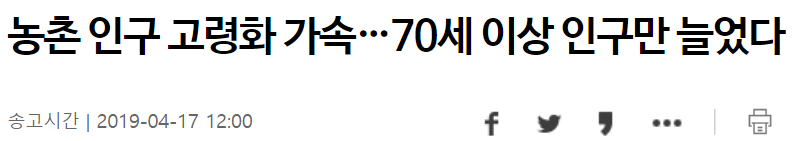 농촌 인구 고령화 가속…70세 이상 인구만 늘었다
송고시간 | 2019-04-17 12:00